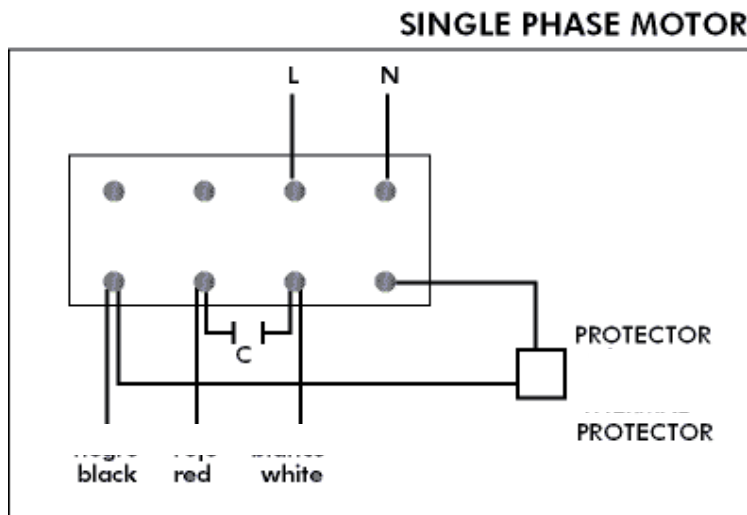 SINGLE PHASE MOTOR
L N
C
PROTECTOR
PROTECTOR
black red white